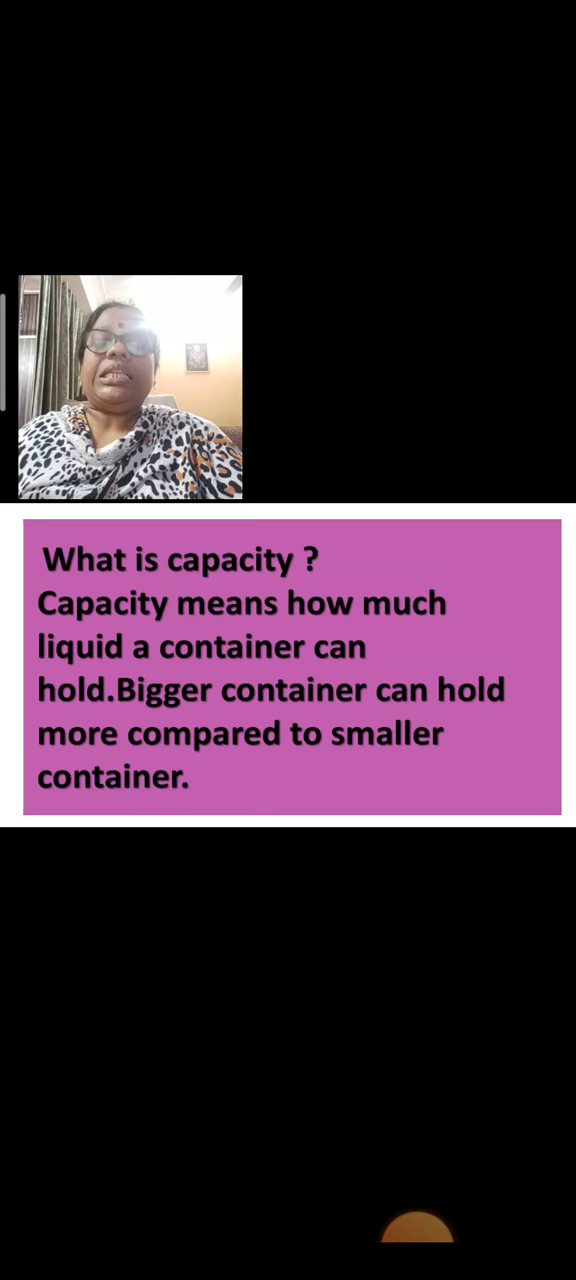 What is capacity ?
Capacity means how much
liquid a container can
hold.Bigger container can hold
more compared to smaller
container.